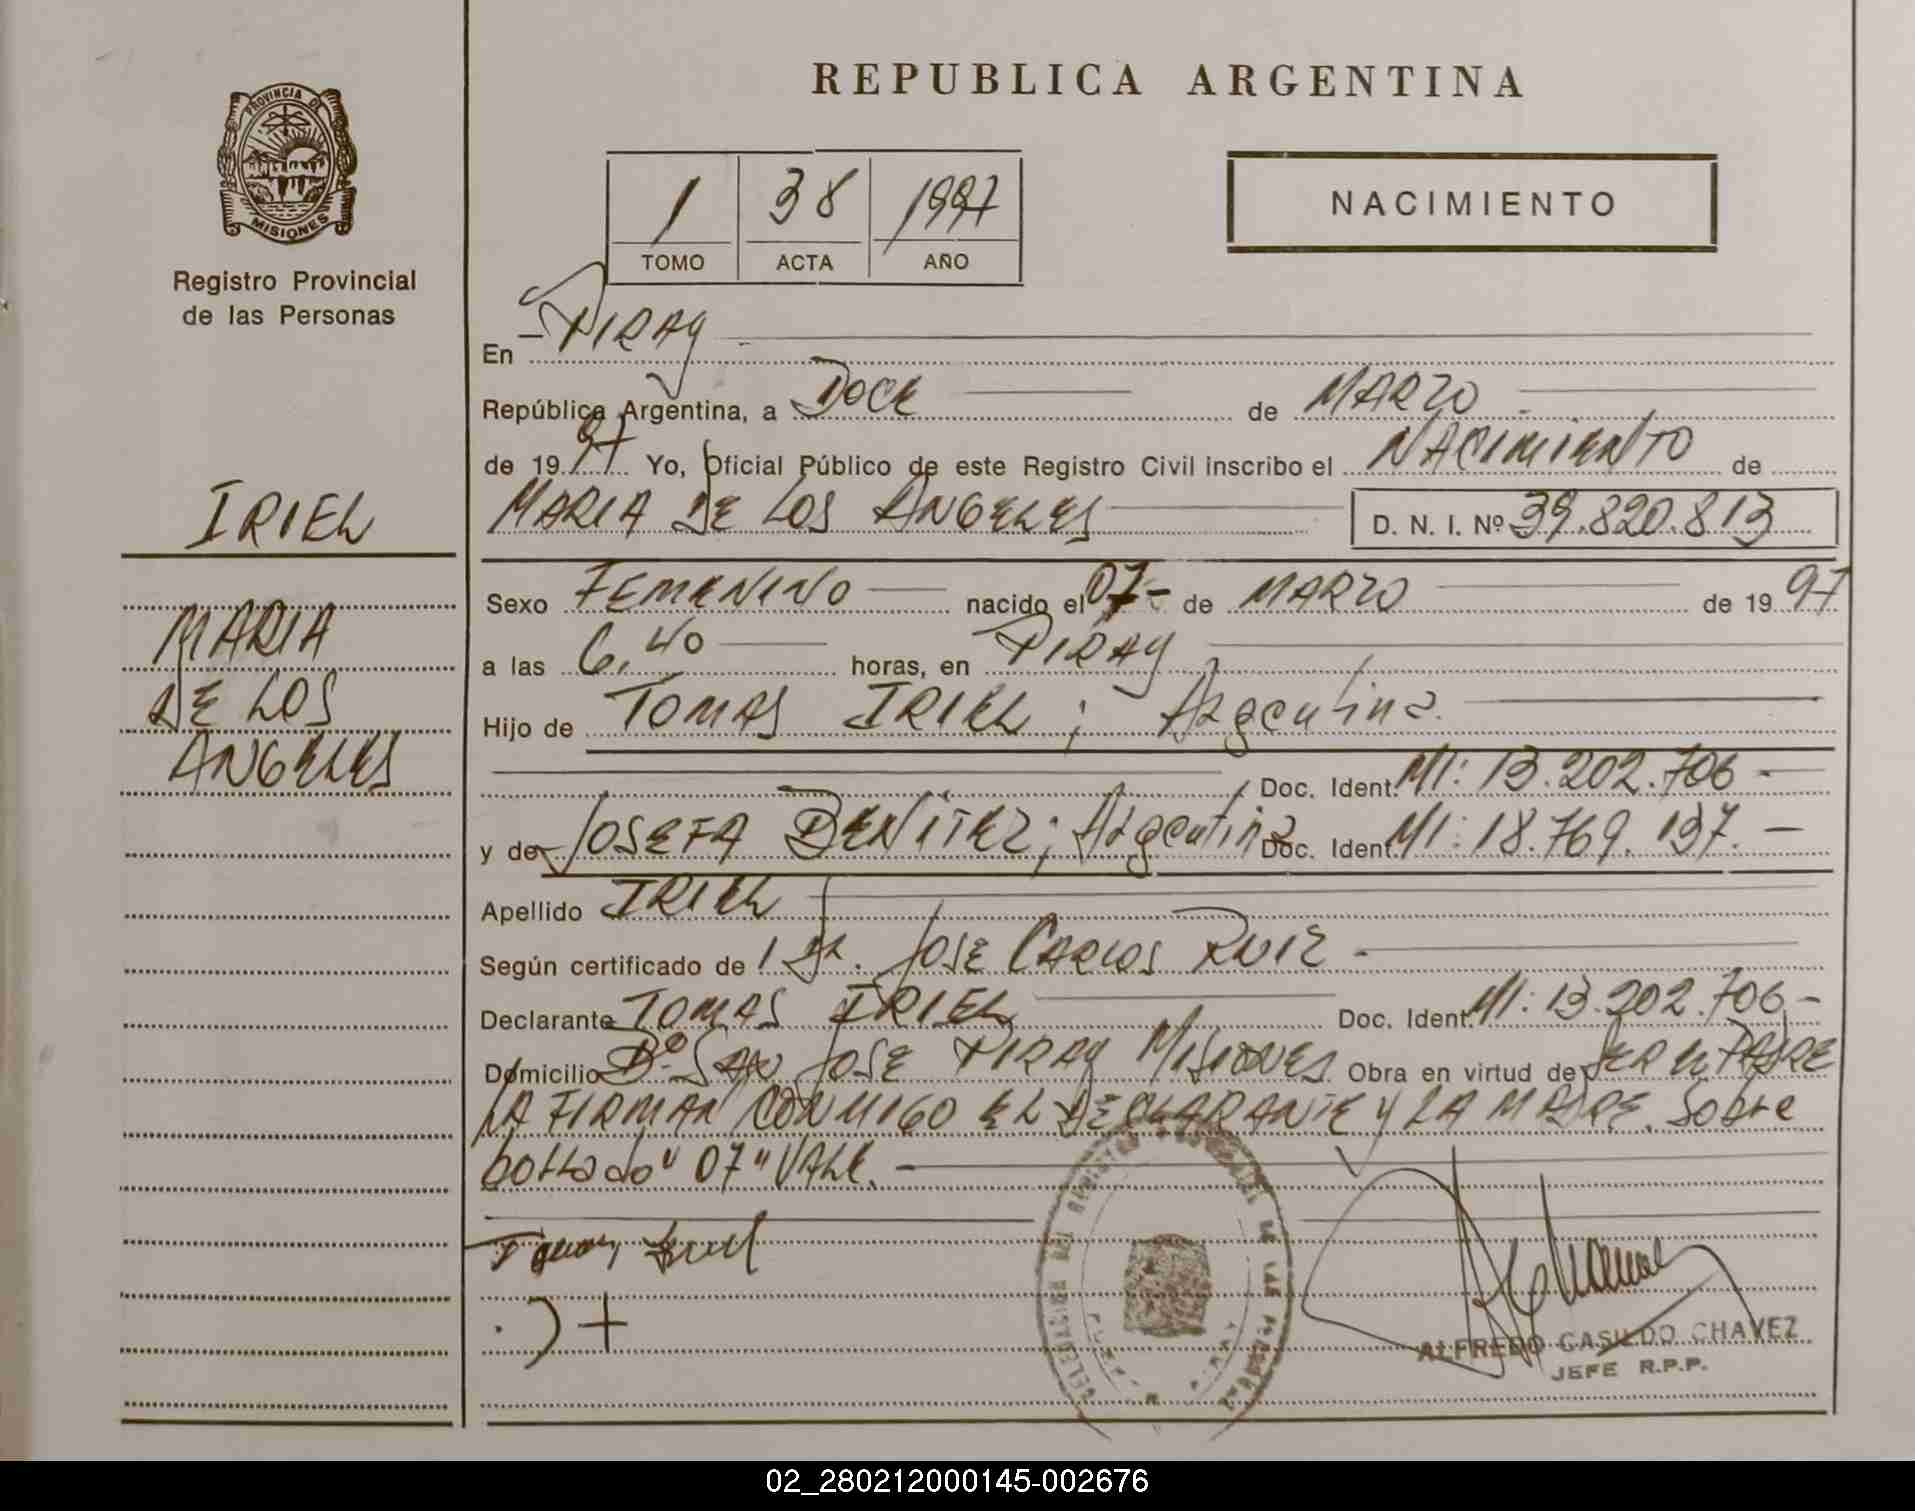 PROVINCIA DE
MISIONES
Registro Provincial
de las Personas
IRIEL
MARIA
DE LOS
ANGELES
REPUBLICA ARGENTINA
1 38 1997
TOMO ACTA AÑO
NACIMIENTO
En PIRAY
República Argentina, a DOCE de MARZO
de 1997 Yo, Oficial Público de este Registro Civil inscribo el NACIMIENTO de
MARIA DE LOS ANGELES D. N. I. Nº 39.820.813
Sexo FEMENINO nacido el 07 - de MARZO de 1997
a las 6,40 horas, en PIRAY
Hijo de TOMAS IRIEL ; Argentina.
Doc. Ident. MI: 13.202.706 -
y de JOSEFA BENITEZ ; Argentina Doc. Ident. MI: 18.769.137. -
Apellido IRIEL
Según certificado de JOSE CARLOS RUIZ -
Declarante TOMAS IRIEL Doc. Ident. MI: 13.202.706 -
Domicilio Bº SAN JOSE PIRAY MISIONES Obra en virtud de SER EL PADRE
LA FIRMAN CONMIGO EL DECLARANTE Y LA MADRE. Sobre
borrado "07" VALE. -
ALFREDO CASILDO CHAVEZ
JEFE R.P.P.
02_280212000145-002676